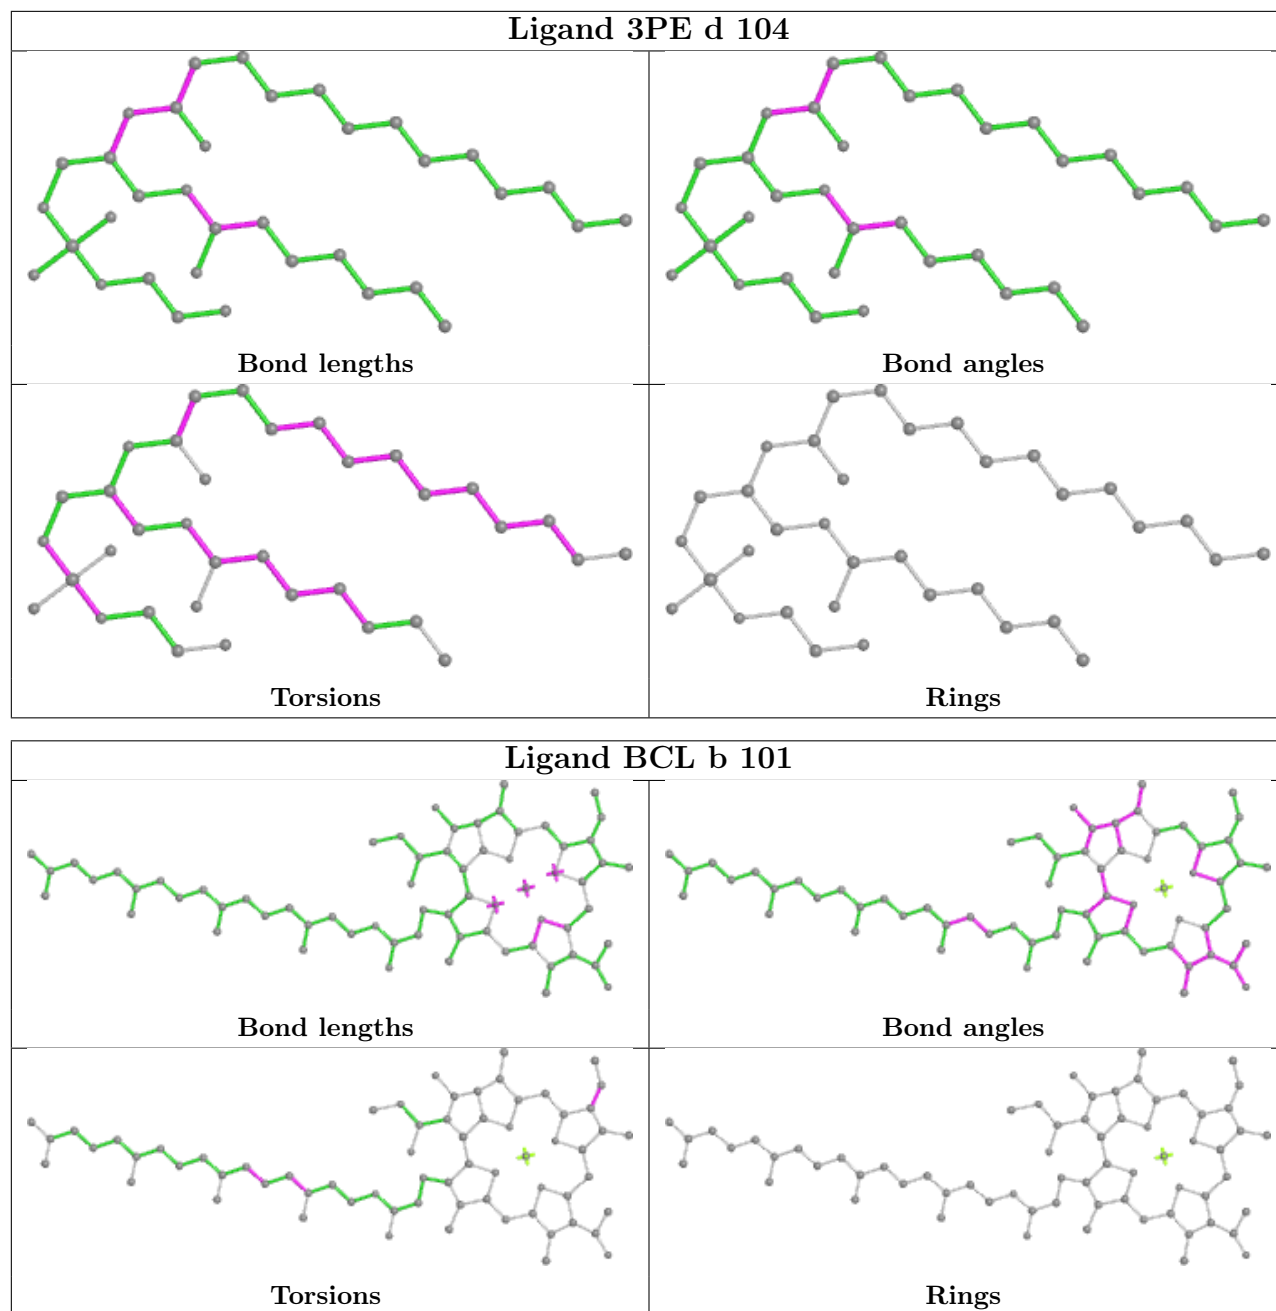 Ligand 3PE d 104
Bond lengths
Bond angles
Torsions
Rings
Ligand BCL b 101
Bond lengths
Bond angles
Torsions
Rings